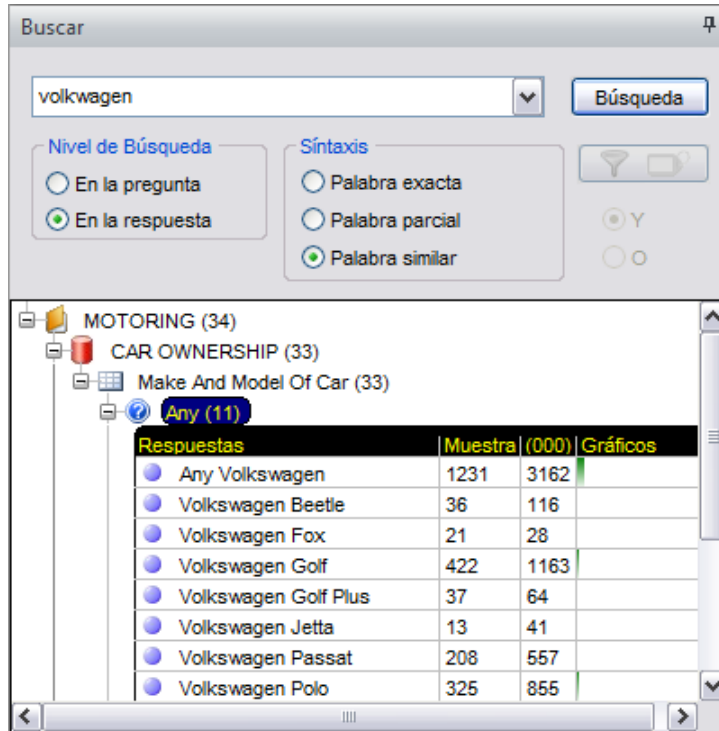 Buscar
volkwagen
Búsqueda
Nivel de Búsqueda
En la pregunta
En la respuesta
Síntaxis
Palabra exacta
Palabra parcial
Palabra similar
Y
O
MOTORING (34)
CAR OWNERSHIP (33)
Make And Model Of Car (33)
Any (11)
Respuestas Muestra (000) Gráficos
Any Volkswagen 1231 3162
Volkswagen Beetle 36 116
Volkswagen Fox 21 28
Volkswagen Golf 422 1163
Volkswagen Golf Plus 37 64
Volkswagen Jetta 13 41
Volkswagen Passat 208 557
Volkswagen Polo 325 855